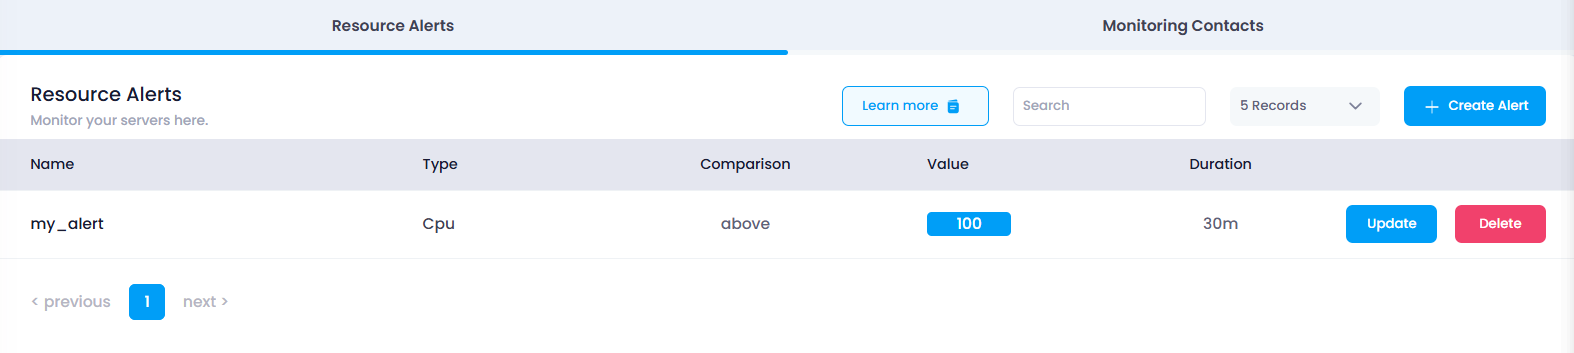 Resource Alerts Monitoring Contacts
Resource Alerts
Monitor your servers here.
Learn more Search 5 Records + Create Alert
Name Type Comparison Value Duration
my_alert Cpu above 100 30m Update Delete
< previous 1 next >